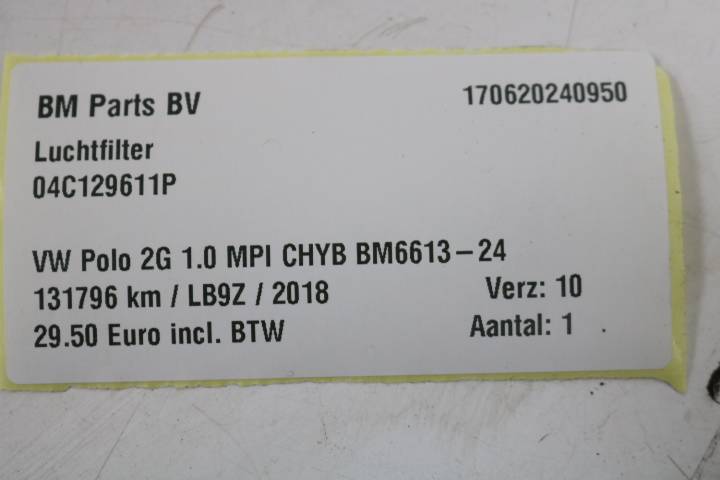 BM Parts BV 170620240950
Luchtfilter
04C129611P
VW Polo 2G 1.0 MPI CHYB BM6613-24
131796 km / LB9Z / 2018 Verz: 10
29.50 Euro incl. BTW Aantal: 1